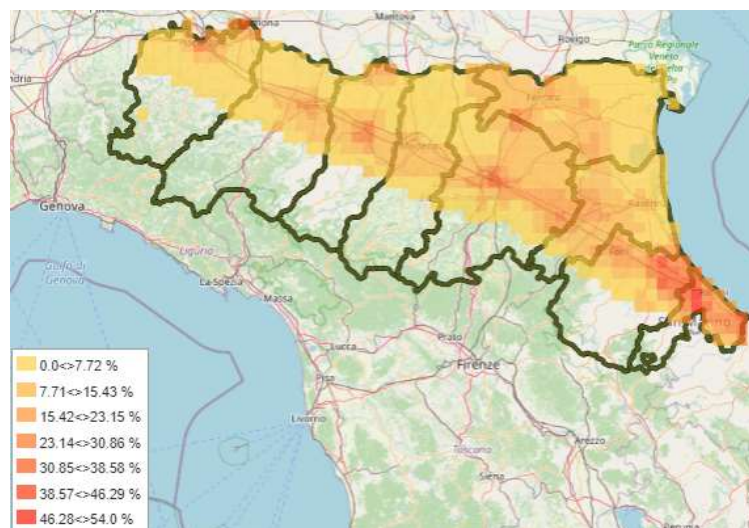 Mantua
Rovigo
Parco Regionale
Veneto
Genova
Golfo di
Genova
Liguria
La Spezia
Massa
Prato
Lucca
Firenze
Pisa
Livorno
Arezzo
Toscana
Siena
Perugia
0.0<>7.72 %
7.71<>15.43 %
15.42<>23.15 %
23.14<>30.86 %
30.85<>38.58 %
38.57<>46.29 %
46.28<>54.0 %